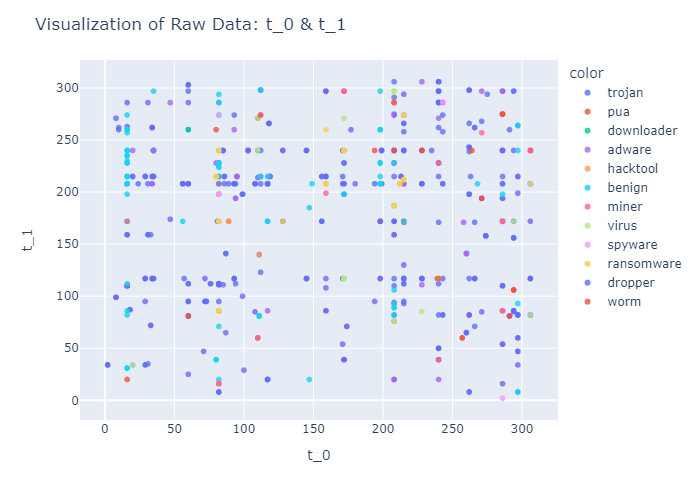 Visualization of Raw Data: t_0 & t_1
color
trojan
pua
downloader
adware
hacktool
benign
miner
virus
spyware
ransomware
dropper
worm
300
250
200
150
100
50
0
t_1
0 50 100 150 200 250 300
t_0